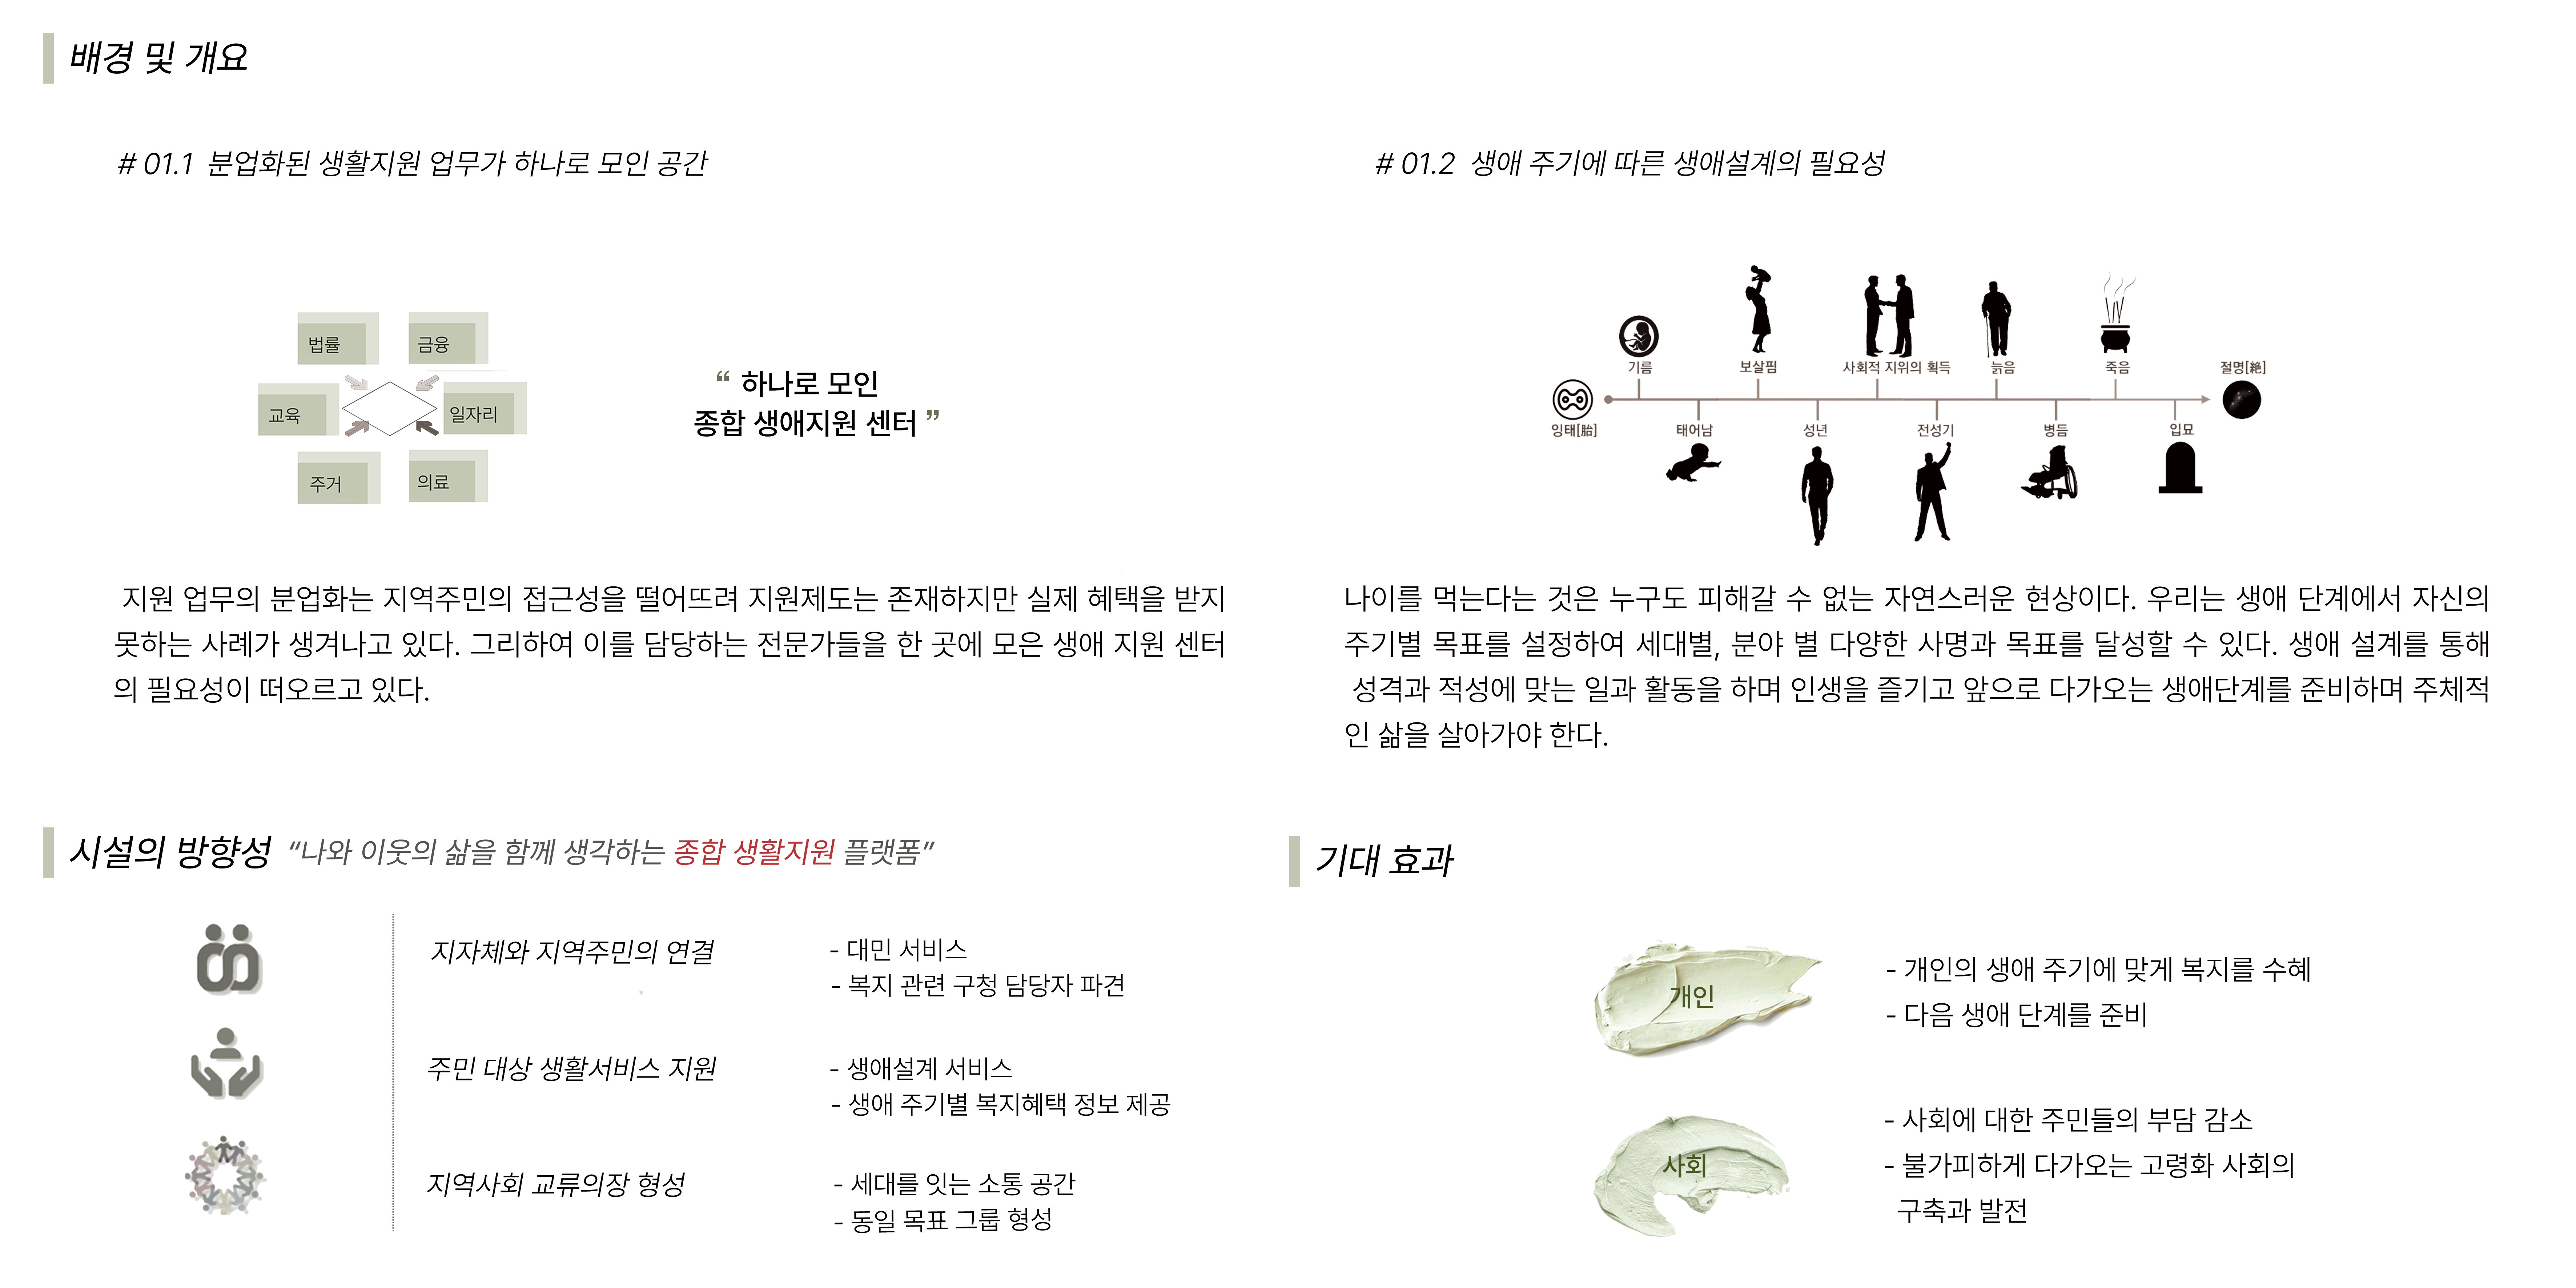 배경 및 개요
# 01.1 분업화된 생활지원 업무가 하나로 모인 공간
법률
금융
교육
일자리
주거
의료
“ 하나로 모인
종합 생애지원 센터 ”
지원 업무의 분업화는 지역주민의 접근성을 떨어뜨려 지원제도는 존재하지만 실제 혜택을 받지
못하는 사례가 생겨나고 있다. 그리하여 이를 담당하는 전문가들을 한 곳에 모은 생애 지원 센터
의 필요성이 떠오르고 있다.
# 01.2 생애 주기에 따른 생애설계의 필요성
기름
보살핌
사회적 지위의 획득
늙음
죽음
절명[絶]
잉태[胎]
태어남
성년
전성기
병듬
입묘
나이를 먹는다는 것은 누구도 피해갈 수 없는 자연스러운 현상이다. 우리는 생애 단계에서 자신의
주기별 목표를 설정하여 세대별, 분야 별 다양한 사명과 목표를 달성할 수 있다. 생애 설계를 통해
성격과 적성에 맞는 일과 활동을 하며 인생을 즐기고 앞으로 다가오는 생애단계를 준비하며 주체적
인 삶을 살아가야 한다.
시설의 방향성 “나와 이웃의 삶을 함께 생각하는 종합 생활지원 플랫폼”
지자체와 지역주민의 연결
- 대민 서비스
- 복지 관련 구청 담당자 파견
주민 대상 생활서비스 지원
- 생애설계 서비스
- 생애 주기별 복지혜택 정보 제공
지역사회 교류의장 형성
- 세대를 잇는 소통 공간
- 동일 목표 그룹 형성
기대 효과
개인
- 개인의 생애 주기에 맞게 복지를 수혜
- 다음 생애 단계를 준비
사회
- 사회에 대한 주민들의 부담 감소
- 불가피하게 다가오는 고령화 사회의
구축과 발전